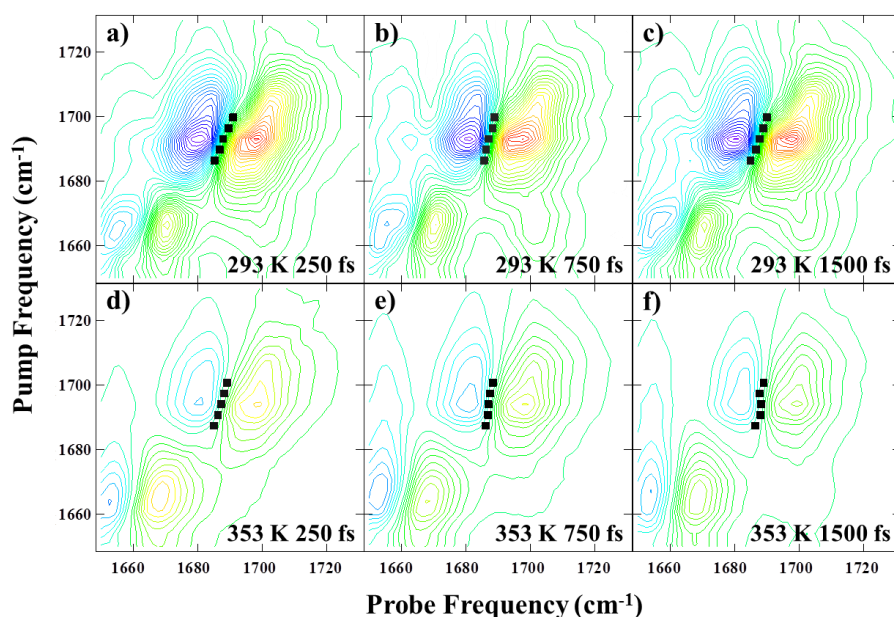 a) b) c)
1720
1700
1680
1660
293 K 250 fs 293 K 750 fs 293 K 1500 fs
d) e) f)
1720
1700
1680
1660
353 K 250 fs 353 K 750 fs 353 K 1500 fs
1660 1680 1700 1720 1660 1680 1700 1720 1660 1680 1700 1720
Pump Frequency (cm⁻¹)
Probe Frequency (cm⁻¹)